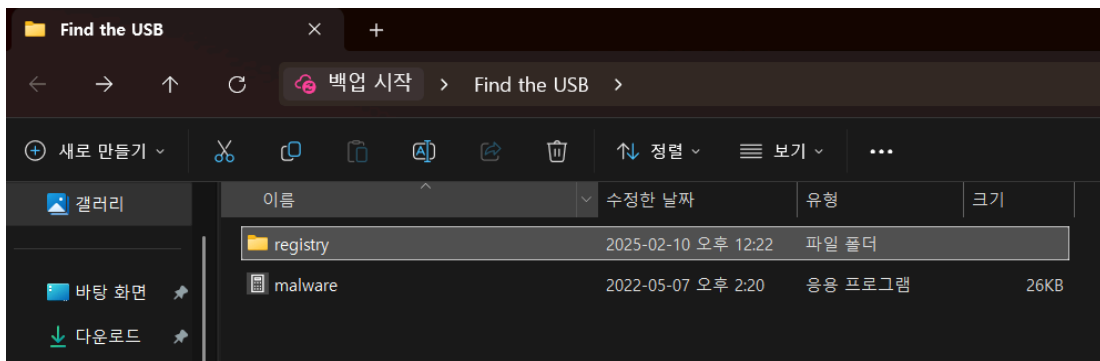 Find the USB
백업 시작 > Find the USB >
새로 만들기 정렬 보기
갤러리
이름 수정한 날짜 유형 크기
registry 2025-02-10 오후 12:22 파일 폴더
바탕 화면
malware 2022-05-07 오후 2:20 응용 프로그램 26KB
다운로드